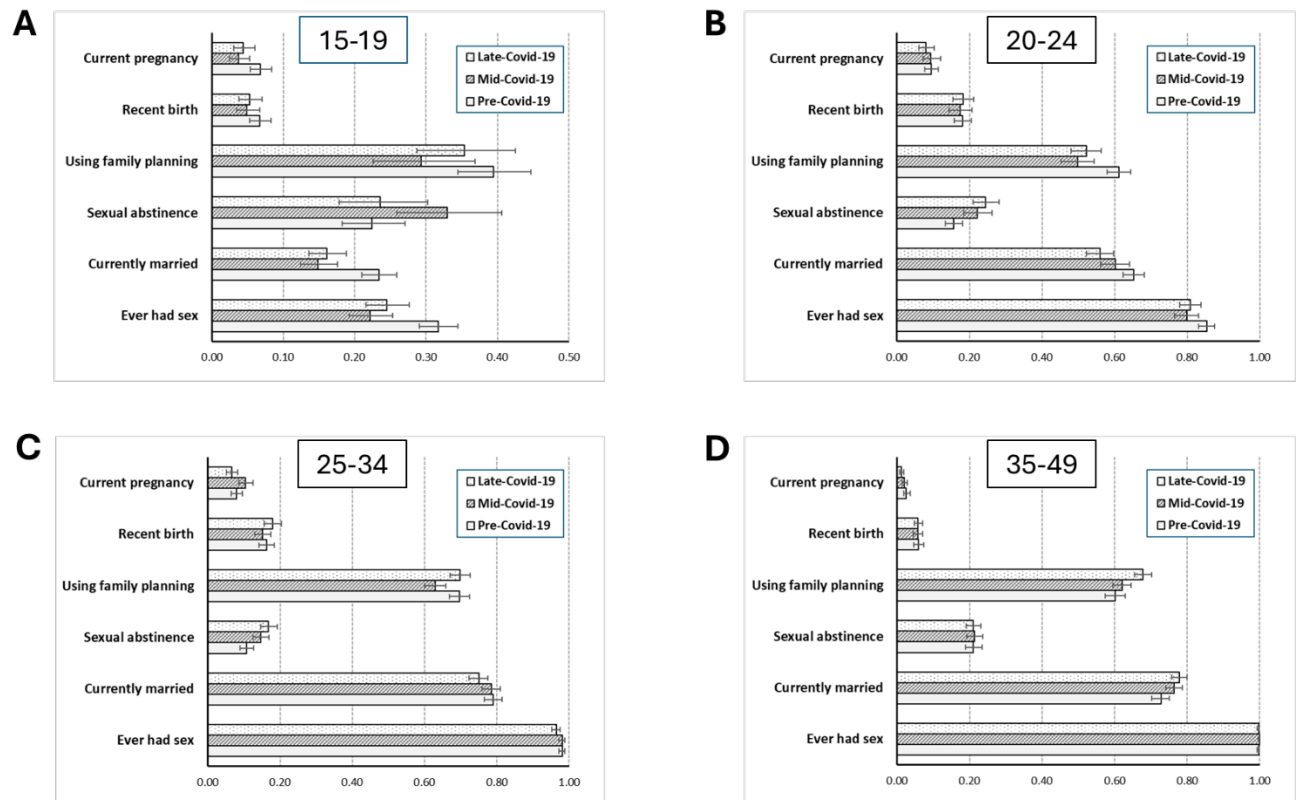 A
15-19
Current pregnancy
Recent birth
Using family planning
Sexual abstinence
Currently married
Ever had sex
Late-Covid-19
Mid-Covid-19
Pre-Covid-19
0.00 0.10 0.20 0.30 0.40 0.50
B
20-24
Current pregnancy
Recent birth
Using family planning
Sexual abstinence
Currently married
Ever had sex
Late-Covid-19
Mid-Covid-19
Pre-Covid-19
0.00 0.20 0.40 0.60 0.80 1.00
C
25-34
Current pregnancy
Recent birth
Using family planning
Sexual abstinence
Currently married
Ever had sex
Late-Covid-19
Mid-Covid-19
Pre-Covid-19
0.00 0.20 0.40 0.60 0.80 1.00
D
35-49
Current pregnancy
Recent birth
Using family planning
Sexual abstinence
Currently married
Ever had sex
Late-Covid-19
Mid-Covid-19
Pre-Covid-19
0.00 0.20 0.40 0.60 0.80 1.00